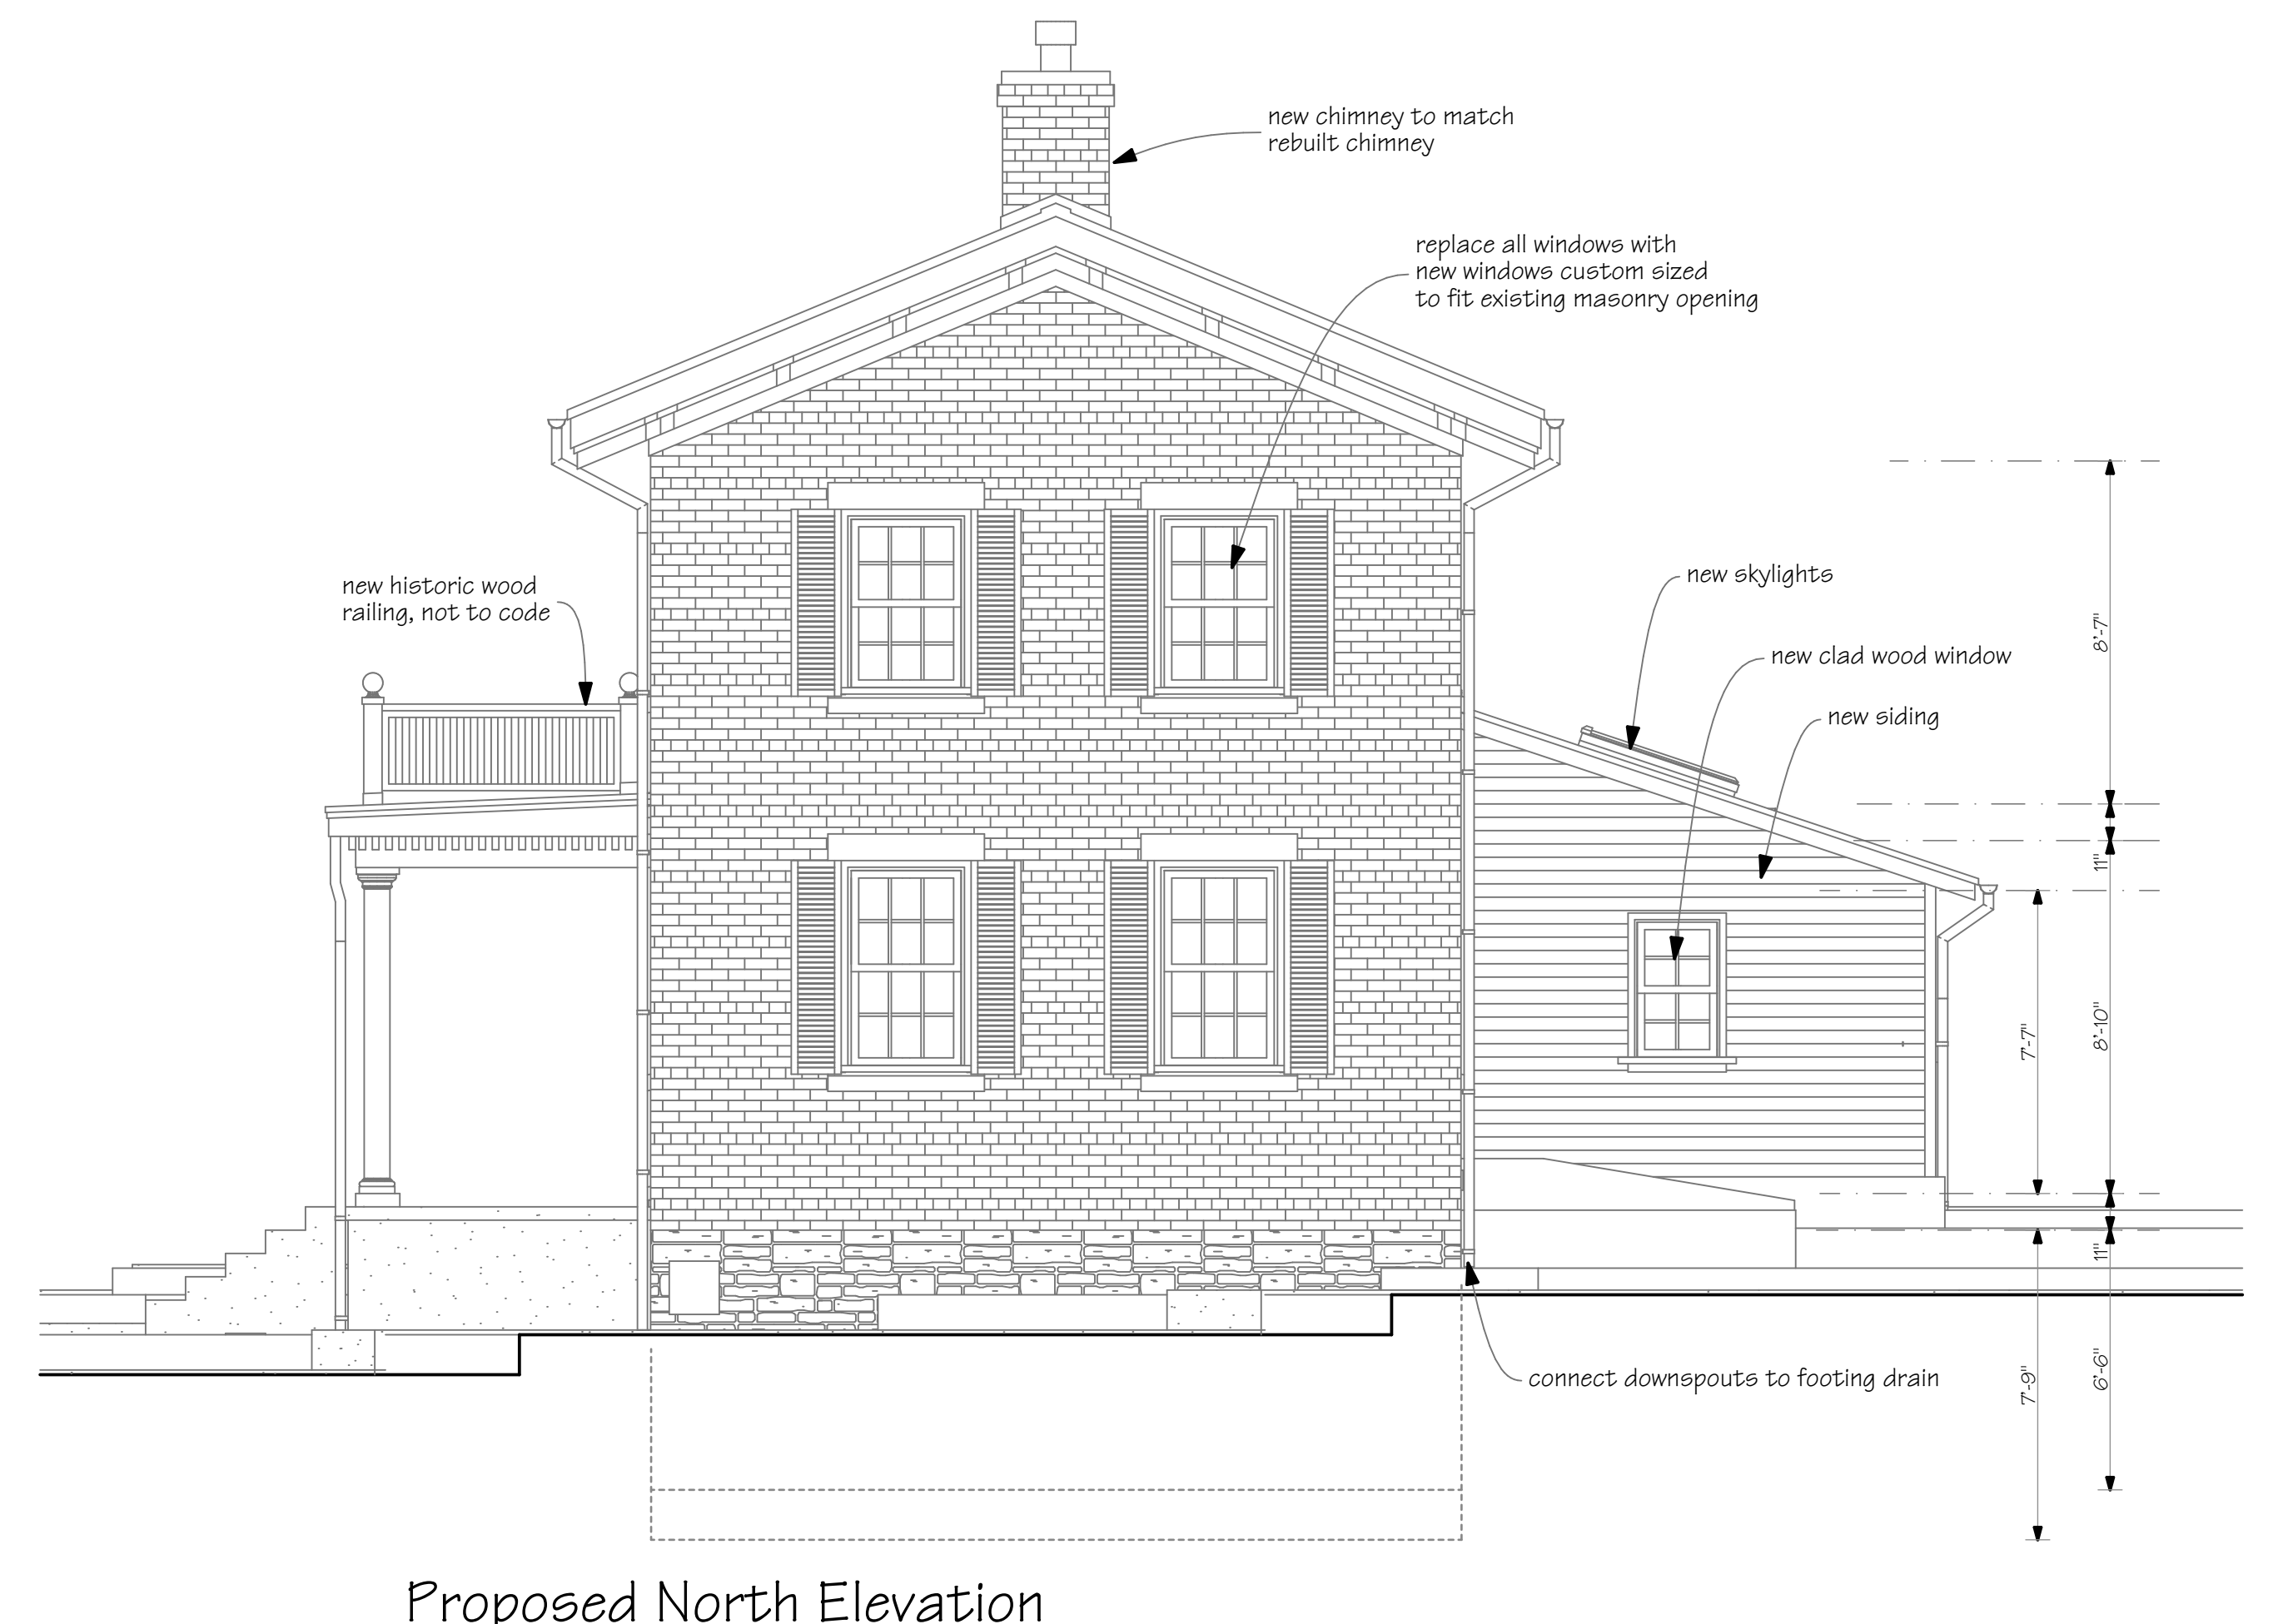 new chimney to match
rebuilt chimney
replace all windows with
new windows custom sized
to fit existing masonry opening
new historic wood
railing, not to code
new skylights
new clad wood window
new siding
8'-7"
11"
7'-7"
8'-10"
11"
connect downspouts to footing drain
7'-9"
6'-6"
Proposed North Elevation